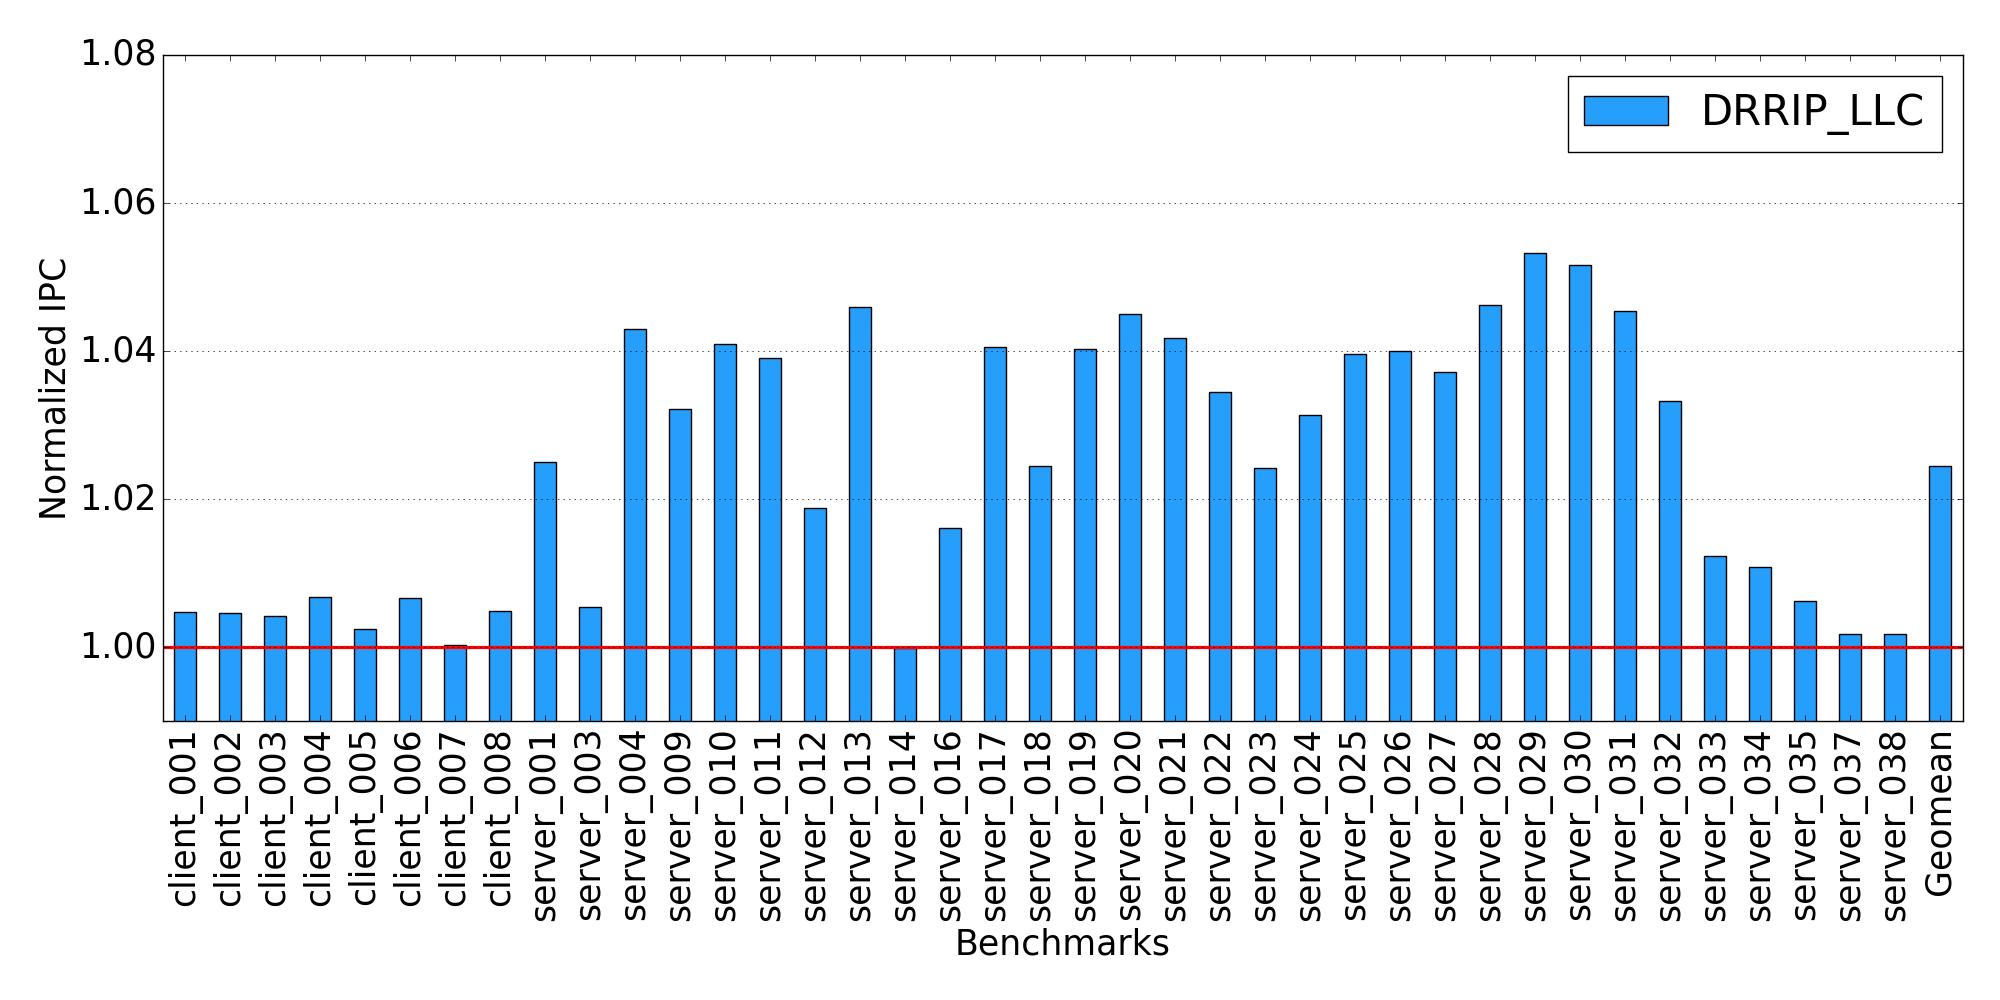 1.08
1.06
1.04
1.02
1.00
Normalized IPC
DRRIP_LLC
client_001
client_002
client_003
client_004
client_005
client_006
client_007
client_008
server_001
server_003
server_004
server_009
server_010
server_011
server_012
server_013
server_014
server_016
server_017
server_018
server_019
server_020
server_021
server_022
server_023
server_024
server_025
server_026
server_027
server_028
server_029
server_030
server_031
server_032
server_033
server_034
server_035
server_037
server_038
Geomean
Benchmarks